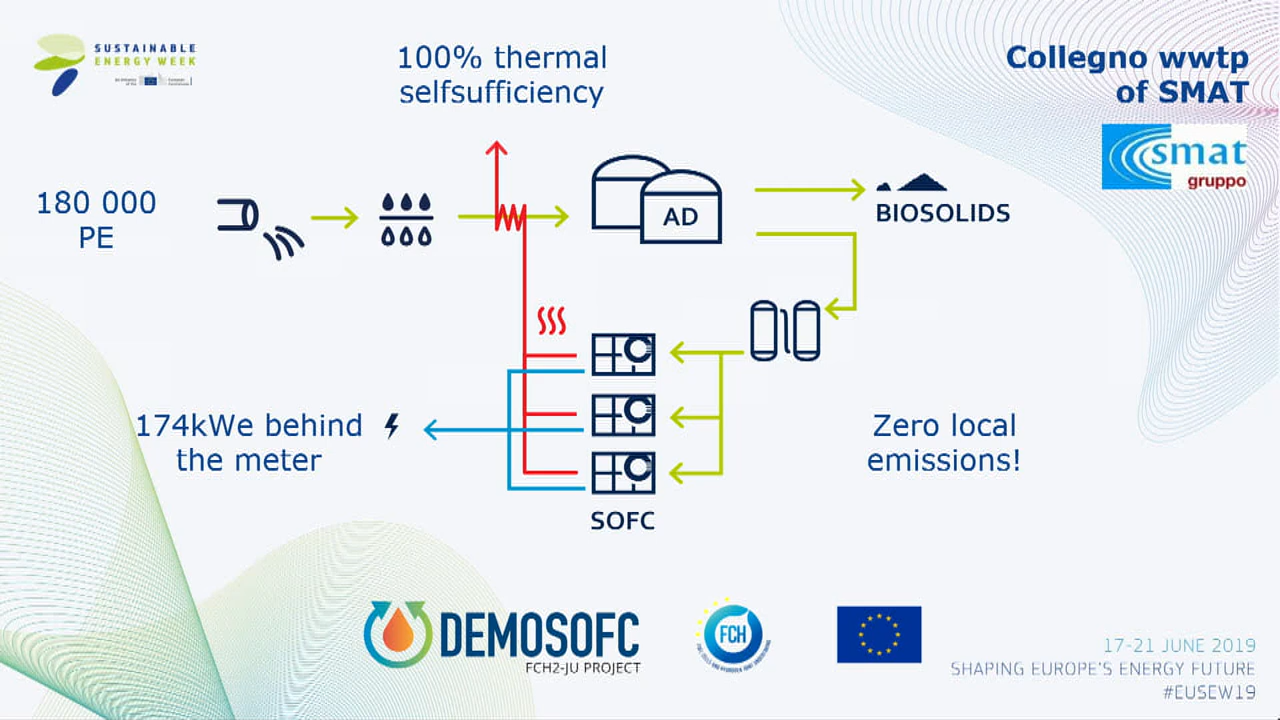 SUSTAINABLE
ENERGY WEEK
100% thermal
selfsufficiency
Collegno wwtp
of SMAT
smat
gruppo
180 000
PE
AD
BIOSOLIDS
174kWe behind
the meter
Zero local
emissions!
SOFC
DEMOSOFC
FCH2-JU PROJECT
FCH
17-21 JUNE 2019
SHAPING EUROPE'S ENERGY FUTURE
#EUSEW19